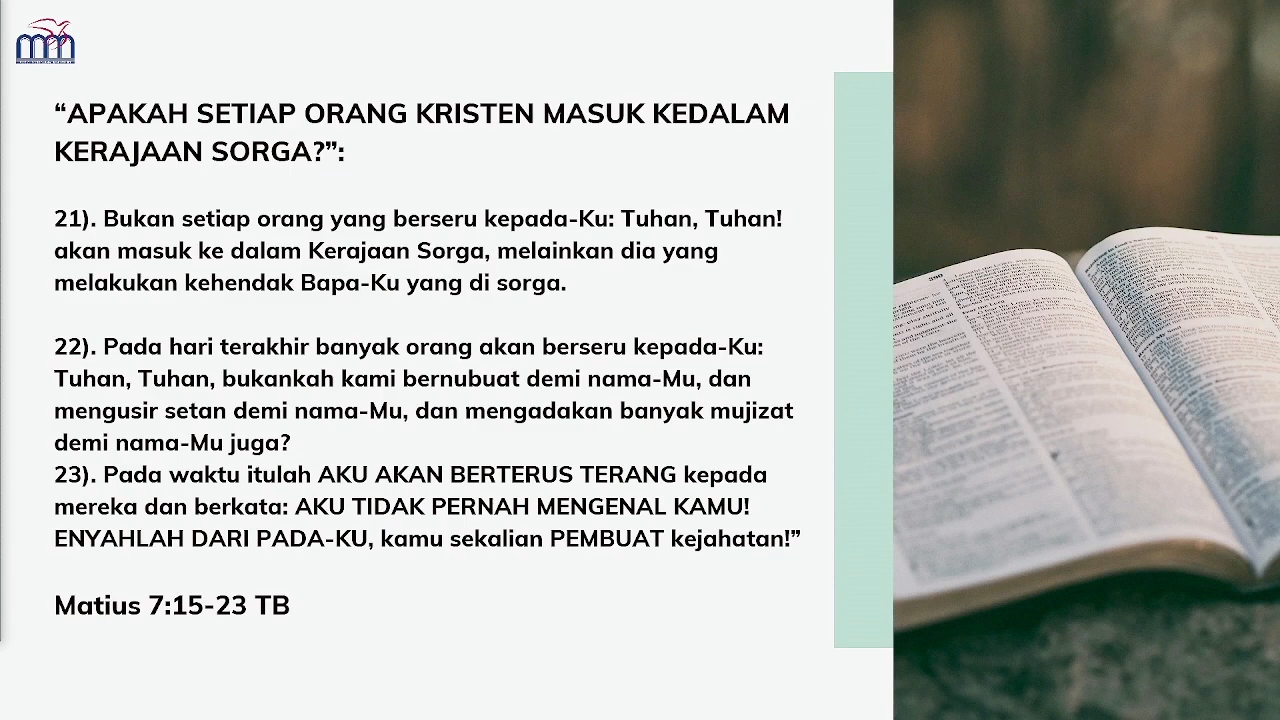 “APAKAH SETIAP ORANG KRISTEN MASUK KEDALAM
KERAJAAN SORGA?”:
21). Bukan setiap orang yang berseru kepada-Ku: Tuhan, Tuhan!
akan masuk ke dalam Kerajaan Sorga, melainkan dia yang
melakukan kehendak Bapa-Ku yang di sorga.
22). Pada hari terakhir banyak orang akan berseru kepada-Ku:
Tuhan, Tuhan, bukankah kami bernubuat demi nama-Mu, dan
mengusir setan demi nama-Mu, dan mengadakan banyak mujizat
demi nama-Mu juga?
23). Pada waktu itulah AKU AKAN BERTERUS TERANG kepada
mereka dan berkata: AKU TIDAK PERNAH MENGENAL KAMU!
ENYAHLAH DARI PADA-KU, kamu sekalian PEMBUAT kejahatan!”
Matius 7:15-23 TB